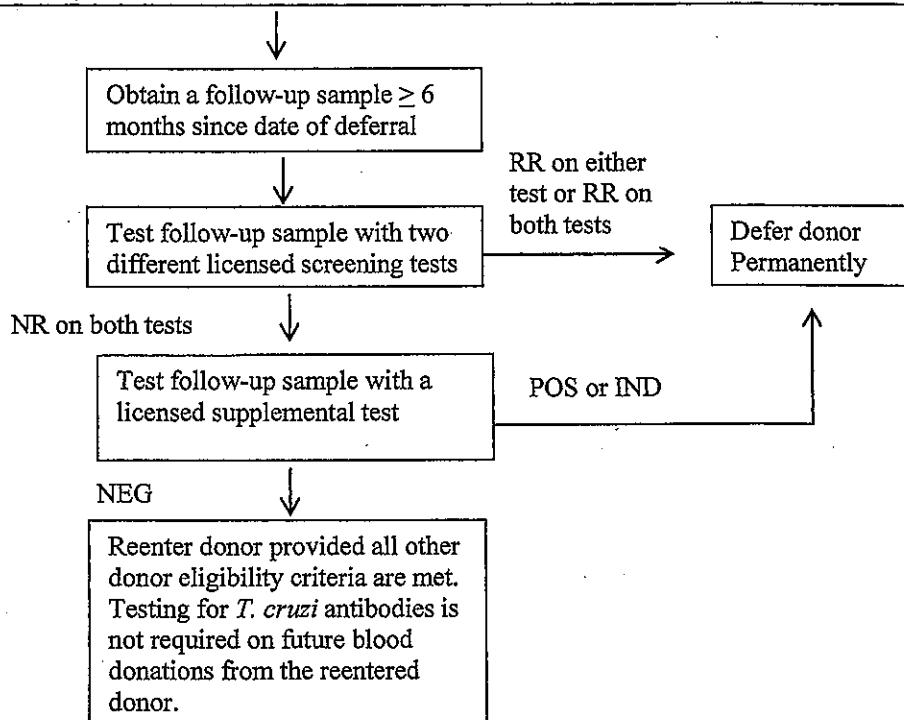 Obtain a follow-up sample ≥ 6
months since date of deferral
RR on either
test or RR on
both tests
Test follow-up sample with two
different licensed screening tests
Defer donor
Permanently
NR on both tests
Test follow-up sample with a
licensed supplemental test
POS or IND
NEG
Reenter donor provided all other
donor eligibility criteria are met.
Testing for T. cruzi antibodies is
not required on future blood
donations from the reentered
donor.